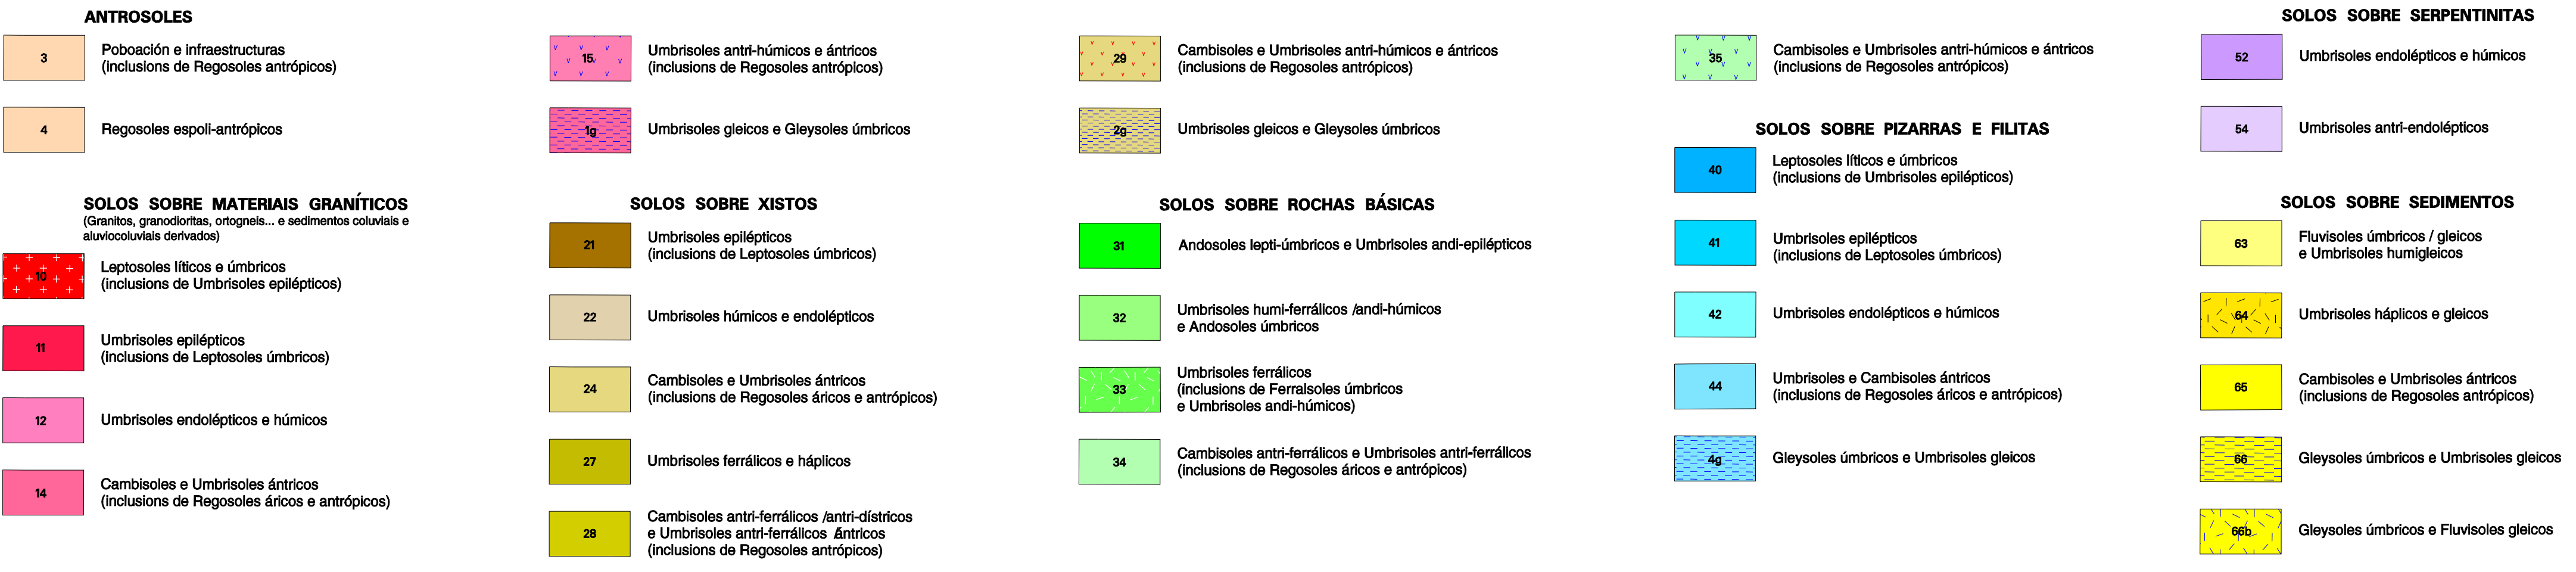 ANTROSOLES
3
Poboación e infraestructuras
(inclusions de Regosoles antrópicos)
4
Regosoles espoli-antrópicos
SOLOS SOBRE MATERIAIS GRANÍTICOS
(Granitos, granodioritas, ortogneis... e sedimentos coluviais e
aluviocoluviais derivados)
10
Leptosoles líticos e úmbricos
(inclusions de Umbrisoles epilépticos)
11
Umbrisoles epilépticos
(inclusions de Leptosoles úmbricos)
12
Umbrisoles endolépticos e húmicos
14
Cambisoles e Umbrisoles ántricos
(inclusions de Regosoles áricos e antrópicos)
15
Umbrisoles antri-húmicos e ántricos
(inclusions de Regosoles antrópicos)
1g
Umbrisoles gleicos e Gleysoles úmbricos
SOLOS SOBRE XISTOS
21
Umbrisoles epilépticos
(inclusions de Leptosoles úmbricos)
22
Umbrisoles húmicos e endolépticos
24
Cambisoles e Umbrisoles ántricos
(inclusions de Regosoles áricos e antrópicos)
27
Umbrisoles ferrálicos e háplicos
28
Cambisoles antri-ferrálicos /antri-dístricos
e Umbrisoles antri-ferrálicos /ántricos
(inclusions de Regosoles antrópicos)
29
Cambisoles e Umbrisoles antri-húmicos e ántricos
(inclusions de Regosoles antrópicos)
2g
Umbrisoles gleicos e Gleysoles úmbricos
SOLOS SOBRE ROCHAS BÁSICAS
31
Andosoles lepti-úmbricos e Umbrisoles andi-epilépticos
32
Umbrisoles humi-ferrálicos /andi-húmicos
e Andosoles úmbricos
33
Umbrisoles ferrálicos
(inclusions de Ferralsoles úmbricos
e Umbrisoles andi-húmicos)
34
Cambisoles antri-ferrálicos e Umbrisoles antri-ferrálicos
(inclusions de Regosoles áricos e antrópicos)
35
Cambisoles e Umbrisoles antri-húmicos e ántricos
(inclusions de Regosoles antrópicos)
SOLOS SOBRE PIZARRAS E FILITAS
40
Leptosoles líticos e úmbricos
(inclusions de Umbrisoles epilépticos)
41
Umbrisoles epilépticos
(inclusions de Leptosoles úmbricos)
42
Umbrisoles endolépticos e húmicos
44
Umbrisoles e Cambisoles ántricos
(inclusions de Regosoles áricos e antrópicos)
4g
Gleysoles úmbricos e Umbrisoles gleicos
SOLOS SOBRE SERPENTINITAS
52
Umbrisoles endolépticos e húmicos
54
Umbrisoles antri-endolépticos
SOLOS SOBRE SEDIMENTOS
63
Fluvisoles úmbricos / gleicos
e Umbrisoles humigleicos
64
Umbrisoles háplicos e gleicos
65
Cambisoles e Umbrisoles ántricos
(inclusions de Regosoles antrópicos)
66
Gleysoles úmbricos e Umbrisoles gleicos
66b
Gleysoles úmbricos e Fluvisoles gleicos